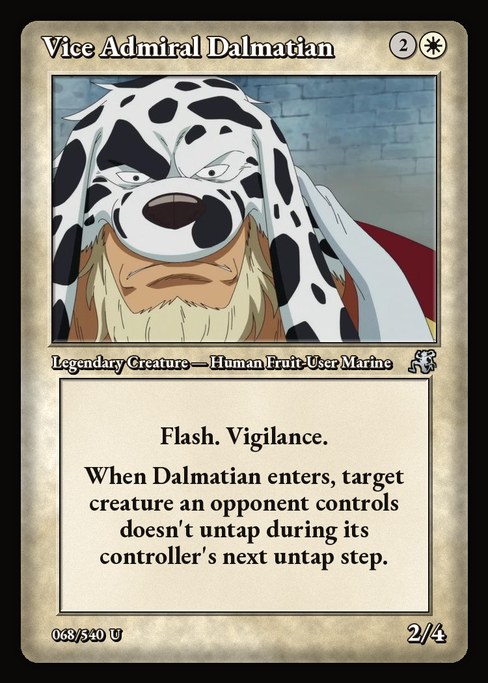 Vice Admiral Dalmatian 2
Legendary Creature — Human Fruit-User Marine
Flash. Vigilance.
When Dalmatian enters, target
creature an opponent controls
doesn't untap during its
controller's next untap step.
068/540 U 2/4